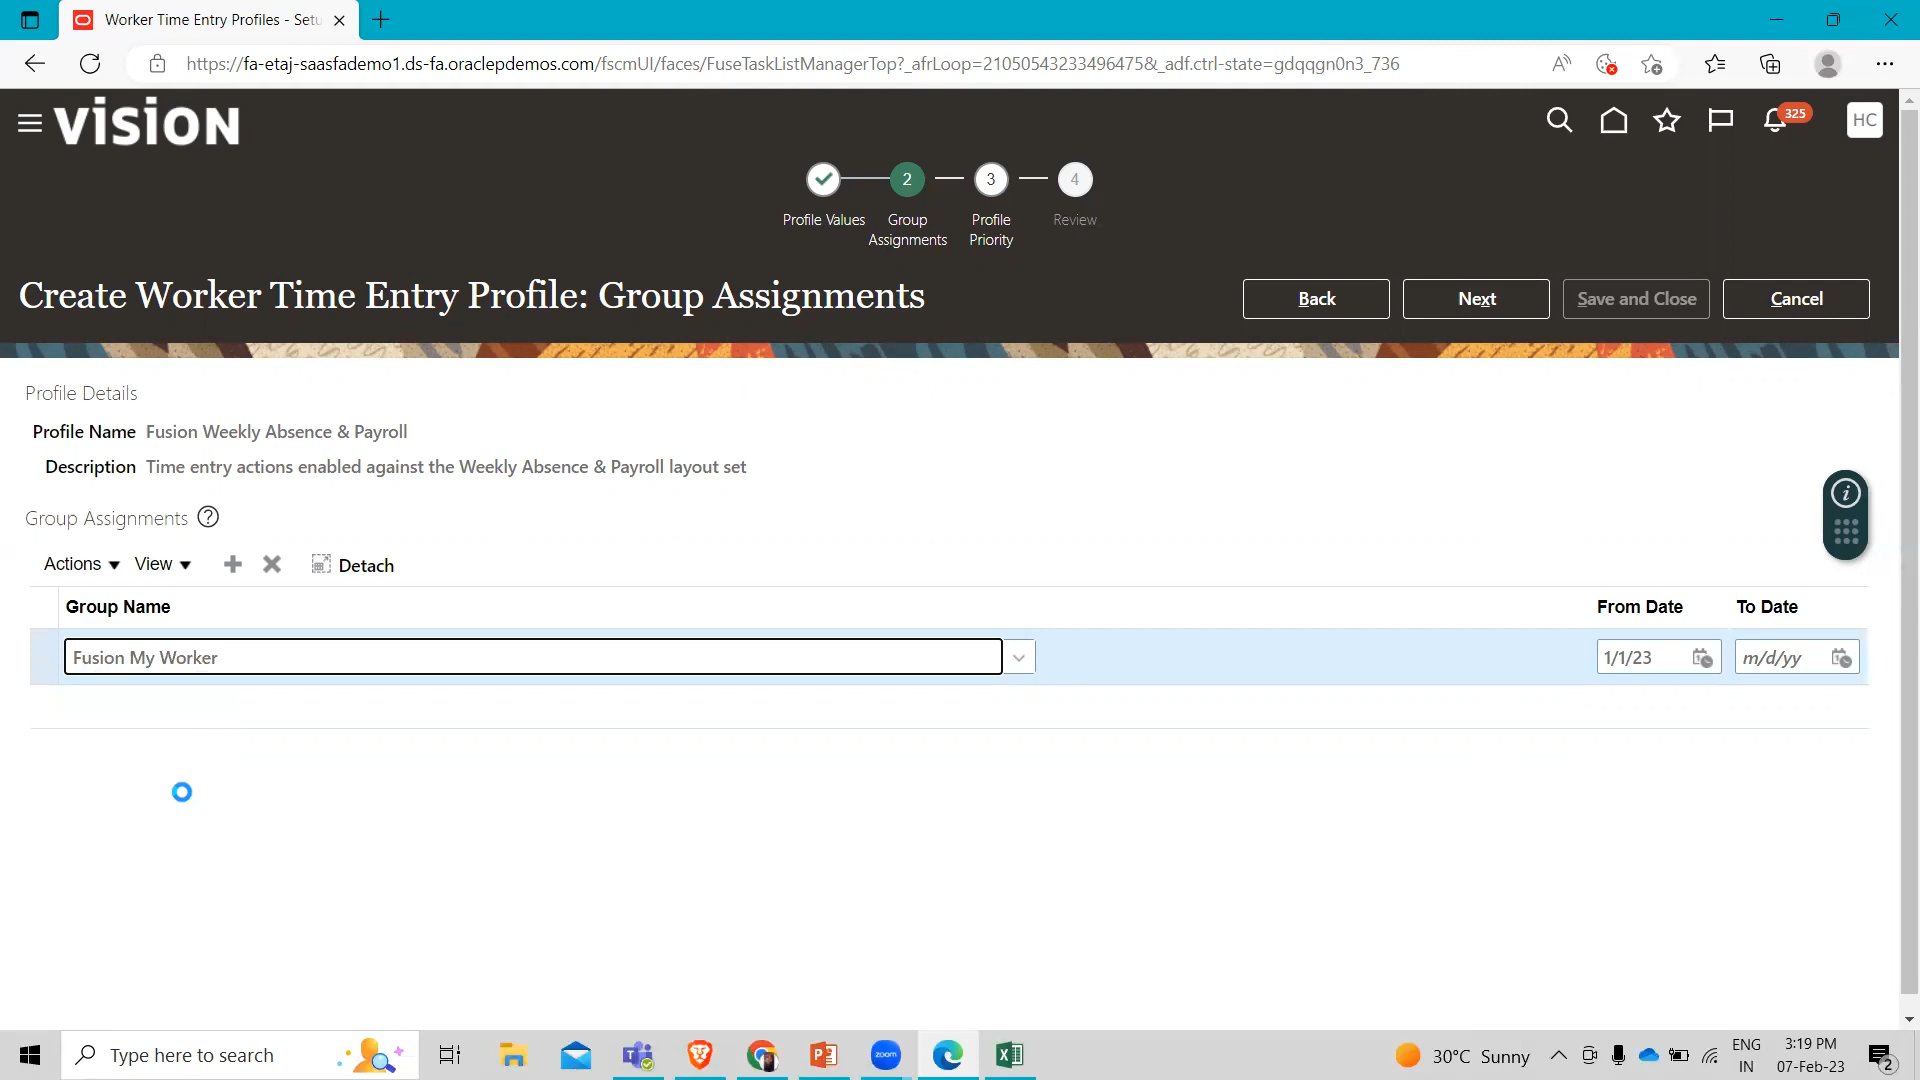 Worker Time Entry Profiles - Setu
https://fa-etaj-saasfademo1.ds-fa.oraclepdemos.com/fscmUI/faces/FuseTaskListManagerTop?_afrLoop=2105054323349647​5&_adf.ctrl-state=gdqqgn0n3_736
vision
325
HC
2
3
4
Profile Values
Group Assignments
Profile Priority
Review
Create Worker Time Entry Profile: Group Assignments
Back
Next
Save and Close
Cancel
Profile Details
Profile Name Fusion Weekly Absence & Payroll
Description Time entry actions enabled against the Weekly Absence & Payroll layout set
Group Assignments ?
Actions View Detach
Group Name From Date To Date
Fusion My Worker 1/1/23 m/d/yy
Type here to search
zoom
30°C Sunny
ENG
IN
3:19 PM
07-Feb-23
2